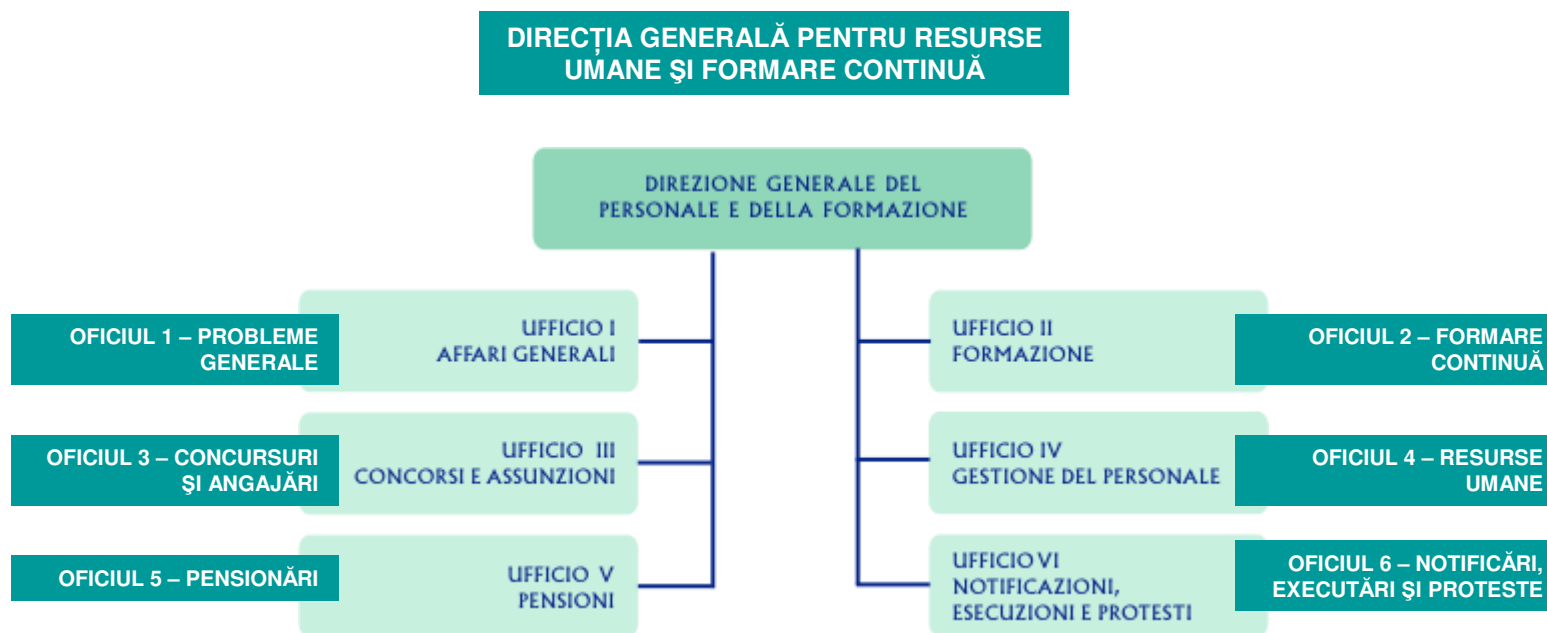 DIRECȚIA GENERALĂ PENTRU RESURSE
UMANE ŞI FORMARE CONTINUĂ
DIREZIONE GENERALE DEL
PERSONALE E DELLA FORMAZIONE
OFICIUL 1 – PROBLEME
GENERALE
UFFICIO I
AFFARI GENERALI
UFFICIO II
FORMAZIONE
OFICIUL 2 – FORMARE
CONTINUĂ
OFICIUL 3 – CONCURSURI
ŞI ANGAJĂRI
UFFICIO III
CONCORSI E ASSUNZIONI
UFFICIO IV
GESTIONE DEL PERSONALE
OFICIUL 4 – RESURSE
UMANE
OFICIUL 5 – PENSIONĂRI
UFFICIO V
PENSIONI
UFFICIO VI
NOTIFICAZIONI,
ESECUZIONI E PROTESTI
OFICIUL 6 – NOTIFICĂRI,
EXECUTĂRI ŞI PROTESTE